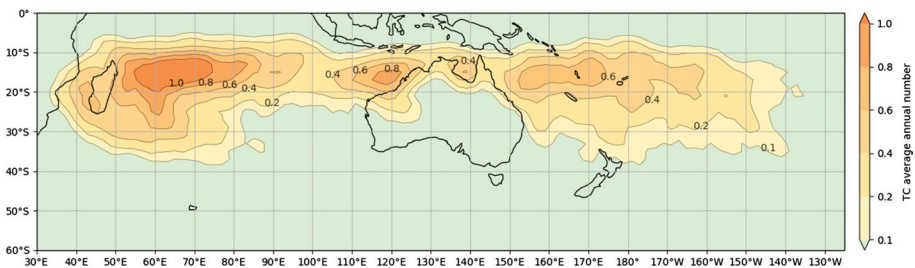 0°
10°S
20°S
30°S
40°S
50°S
60°S
30°E 40°E 50°E 60°E 70°E 80°E 90°E 100°E 110°E 120°E 130°E 140°E 150°E 160°E 170°E 180° 170°W 160°W 150°W 140°W 130°W
1.0 0.8 0.6 0.4 0.2
0.4 0.6 0.8 0.4
0.6 0.4 0.2 0.1
1.0
0.8
0.6
0.4
0.2
0.1
TC average annual number